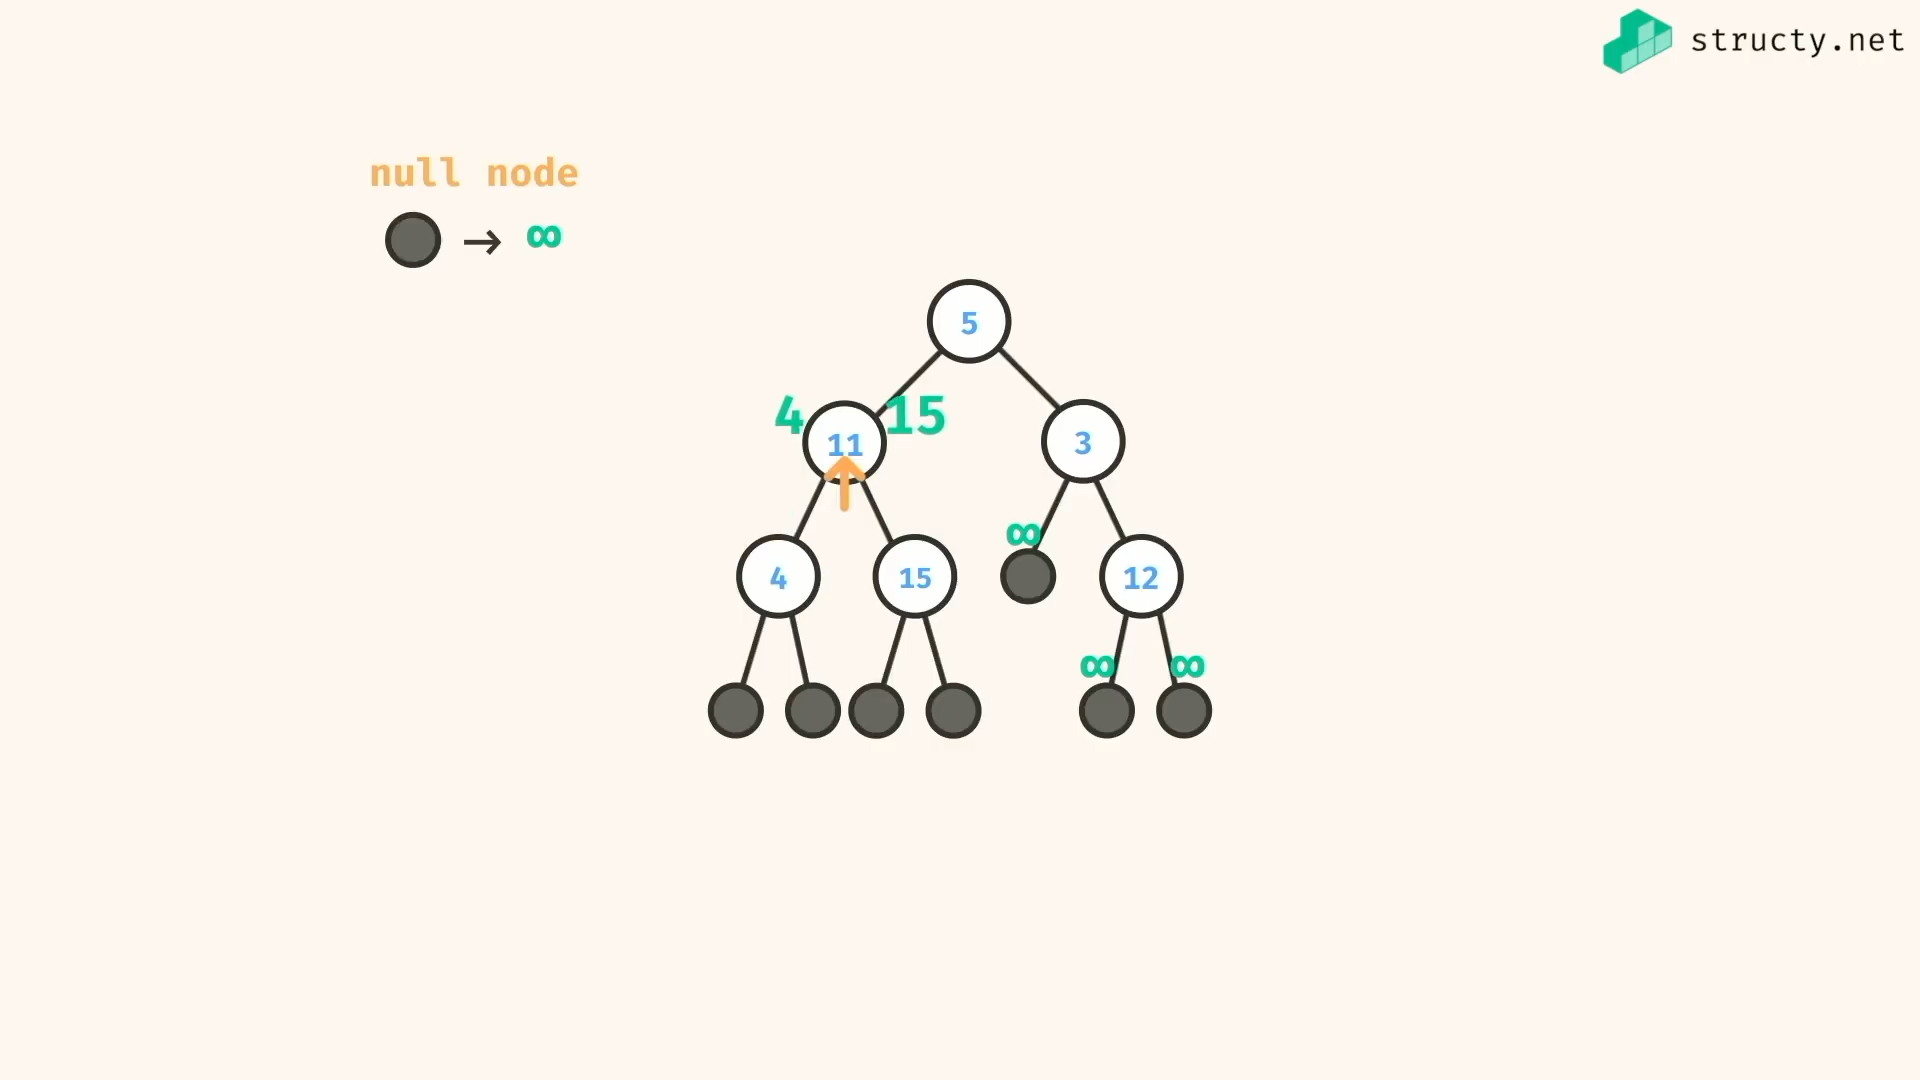 structy.net
null node
→ ∞
5
4 11 15
3
∞
4 15 12
∞ ∞